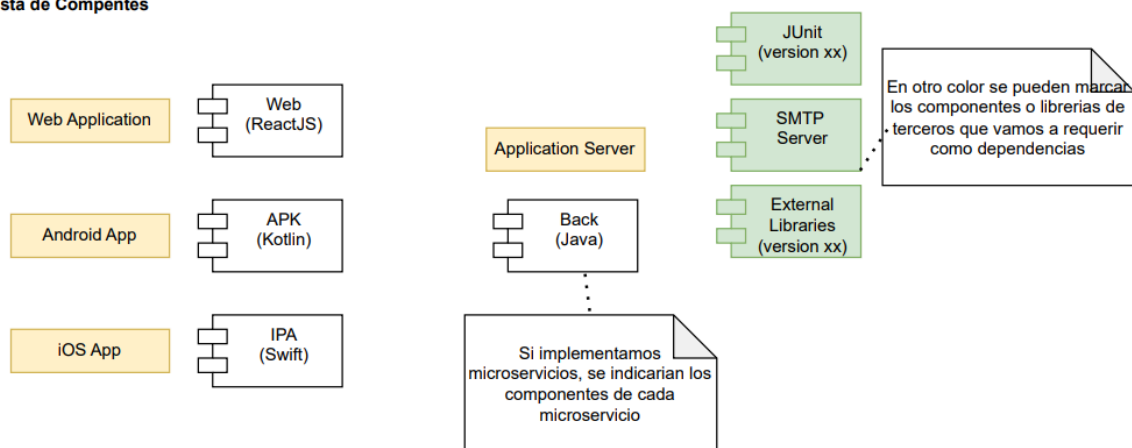 sta de Compentes
Web Application
Web
(ReactJS)
Android App
APK
(Kotlin)
iOS App
IPA
(Swift)
Application Server
Back
(Java)
Si implementamos
microservicios, se indicarian los
componentes de cada
microservicio
JUnit
(version xx)
SMTP
Server
External
Libraries
(version xx)
En otro color se pueden marcar
los componentes o librerias de
terceros que vamos a requerir
como dependencias